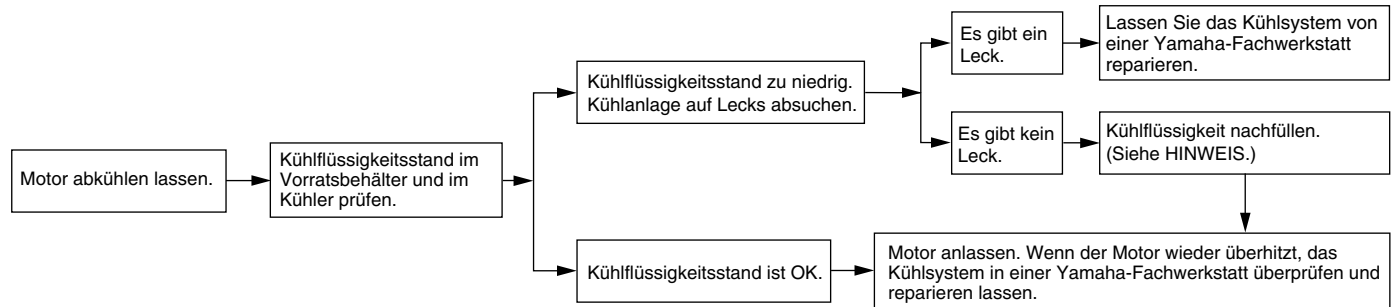 Motor abkühlen lassen.
Kühlflüssigkeitsstand im
Vorratsbehälter und im
Kühler prüfen.
Kühlflüssigkeitsstand zu niedrig.
Kühlanlage auf Lecks absuchen.
Es gibt ein
Leck.
Lassen Sie das Kühlsystem von
einer Yamaha-Fachwerkstatt
reparieren.
Es gibt kein
Leck.
Kühlflüssigkeit nachfüllen.
(Siehe HINWEIS.)
Kühlflüssigkeitsstand ist OK.
Motor anlassen. Wenn der Motor wieder überhitzt, das
Kühlsystem in einer Yamaha-Fachwerkstatt überprüfen und
reparieren lassen.